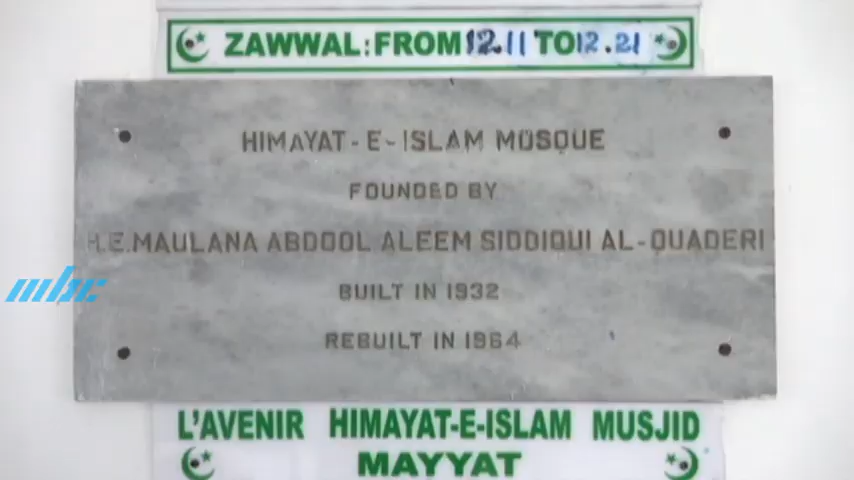 ZAWWAL: FROM 12.11 TO 12.21
HIMAYAT-E-ISLAM MOSQUE
FOUNDED BY
H.E.MAULANA ABDOOL ALEEM SIDDIQUI AL-QUADERI
BUILT IN 1932
REBUILT IN 1964
mbc
L'AVENIR HIMAYAT-E-ISLAM MUSJID
MAYYAT